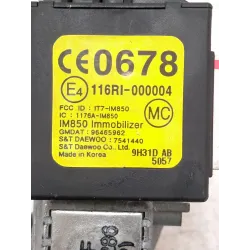 CE0678
E4 116RI-000004
FCC ID : IT7-IM850
IC : 1176A-IM850
MC
IM850 Immobilizer
GMDAT : 96465962
S&T DAEWOO : 7541440
S&T Daewoo Co., Ltd
Made in Korea
9H31D AB
5057